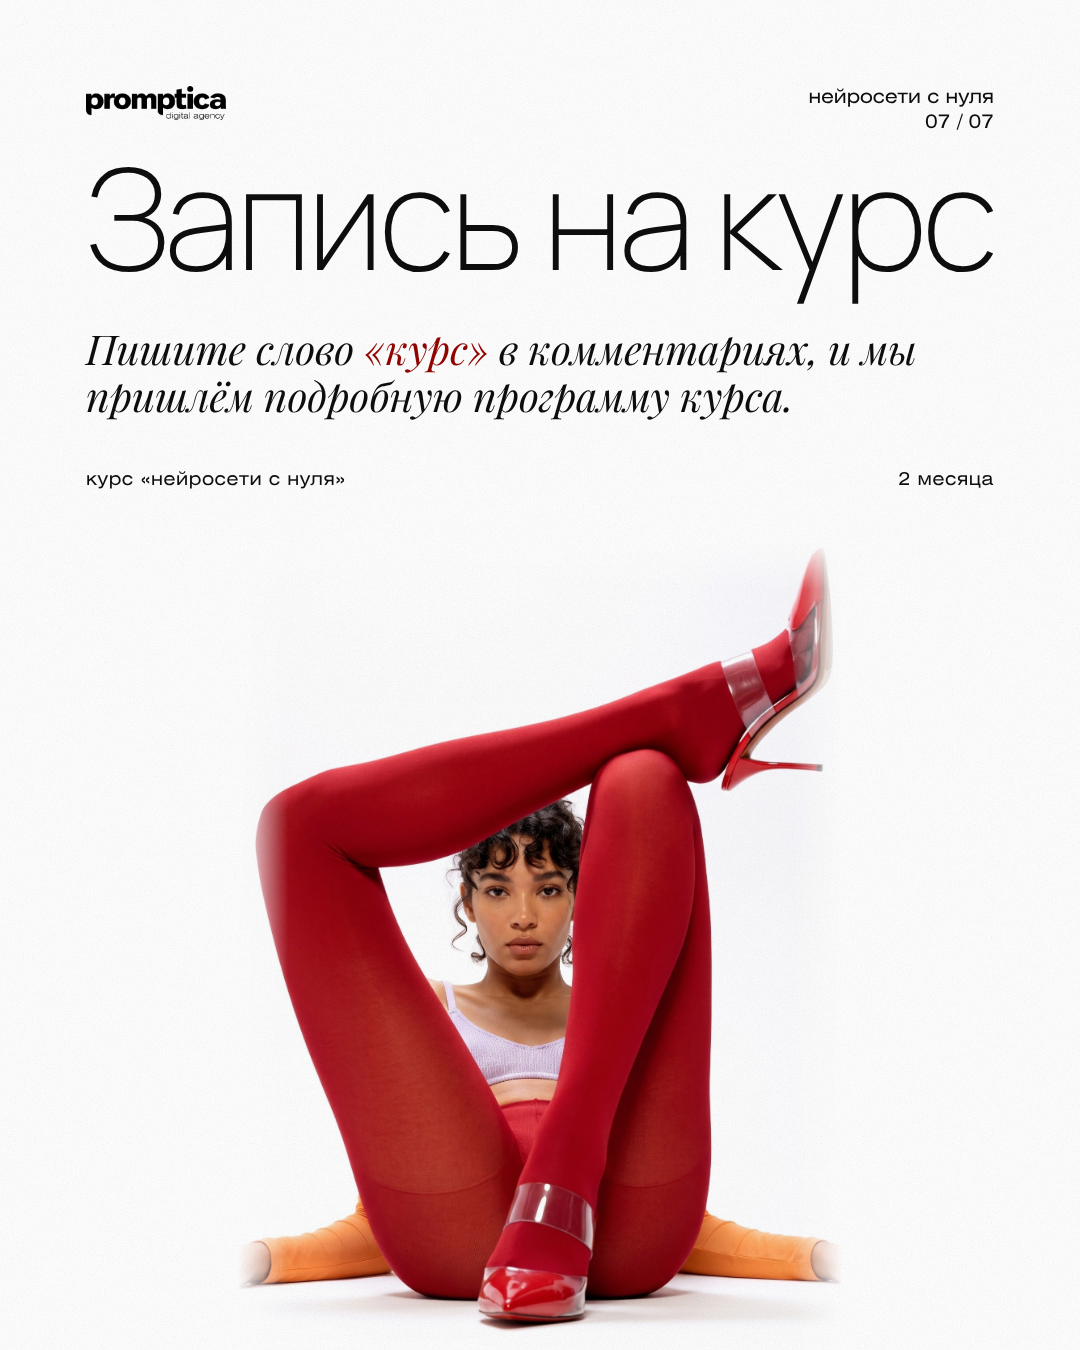 promptica
digital agency
нейросети с нуля
07 / 07
Запись на курс
Пишите слово «курс» в комментариях, и мы
пришлём подробную программу курса.
курс «нейросети с нуля»
2 месяца